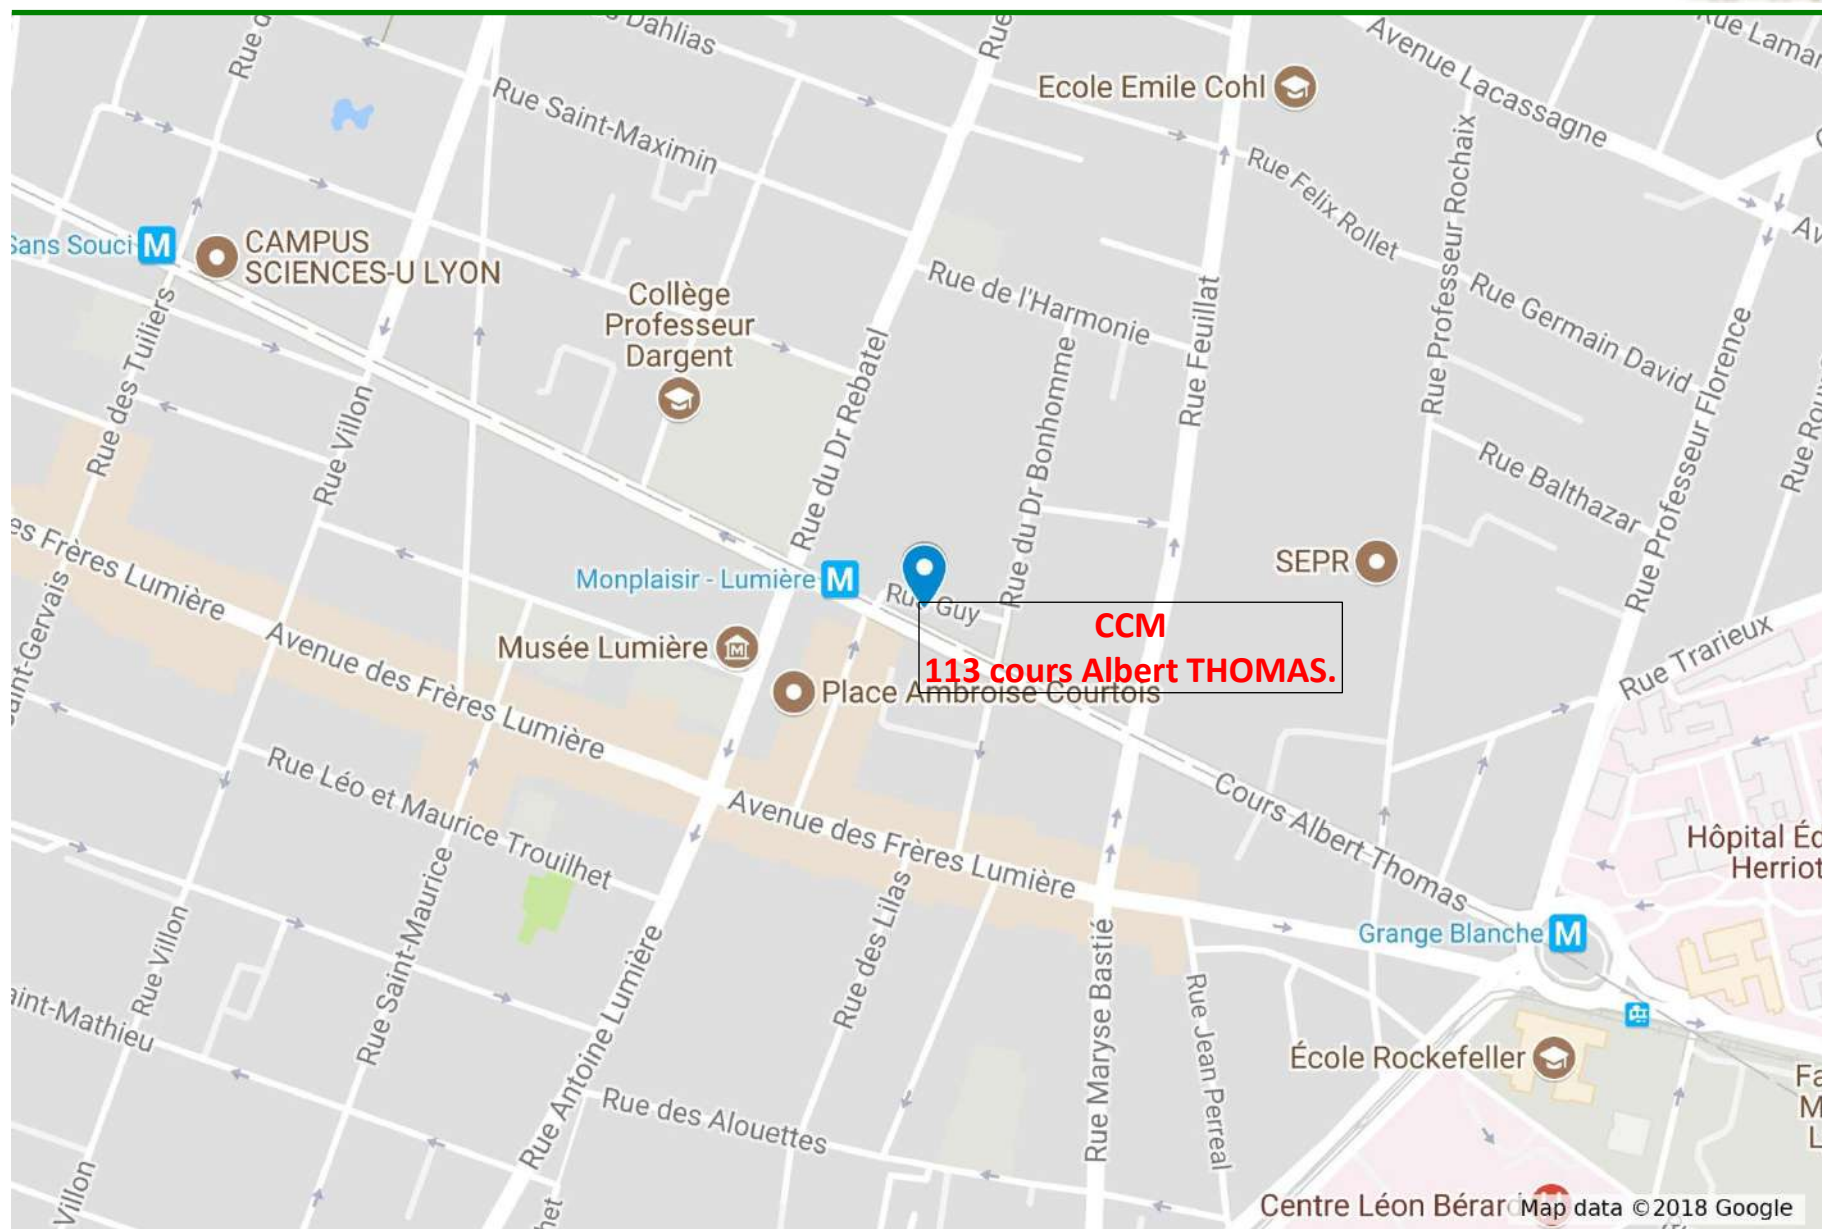 Dahlias
Rue
Avenue Lacassagne
Rue Saint-Maximin
Ecole Emile Cohl
Rue Felix Rollet
Rue Professeur Rochaix
Sans Souci M
CAMPUS
SCIENCES-U LYON
Collège
Professeur
Dargent
Rue de l'Harmonie
Rue Feuillat
Rue Germain David
Rue Professeur Florence
Rue des Tuiliers
Rue Villon
Rue du Dr Rebatel
Rue du Dr Bonhomme
Rue Balthazar
es Frères Lumière
Monplaisir - Lumière M
Rue Guy
SEPR
CCM
113 cours Albert THOMAS.
Musée Lumière
Place Ambroise Courtois
Rue Trarieux
Avenue des Frères Lumière
aint-Gervais
Rue Léo et Maurice Trouilhet
Avenue des Frères Lumière
Cours Albert Thomas
Hôpital Éd
Herriot
Grange Blanche M
Rue Villon
Rue Saint-Maurice
Rue Antoine Lumière
Rue des Lilas
Rue Maryse Bastié
Rue Jean Perreal
aint-Mathieu
École Rockefeller
Fa
M
L
Rue des Alouettes
Villon
het
Centre Léon Bérard
Map data ©2018 Google